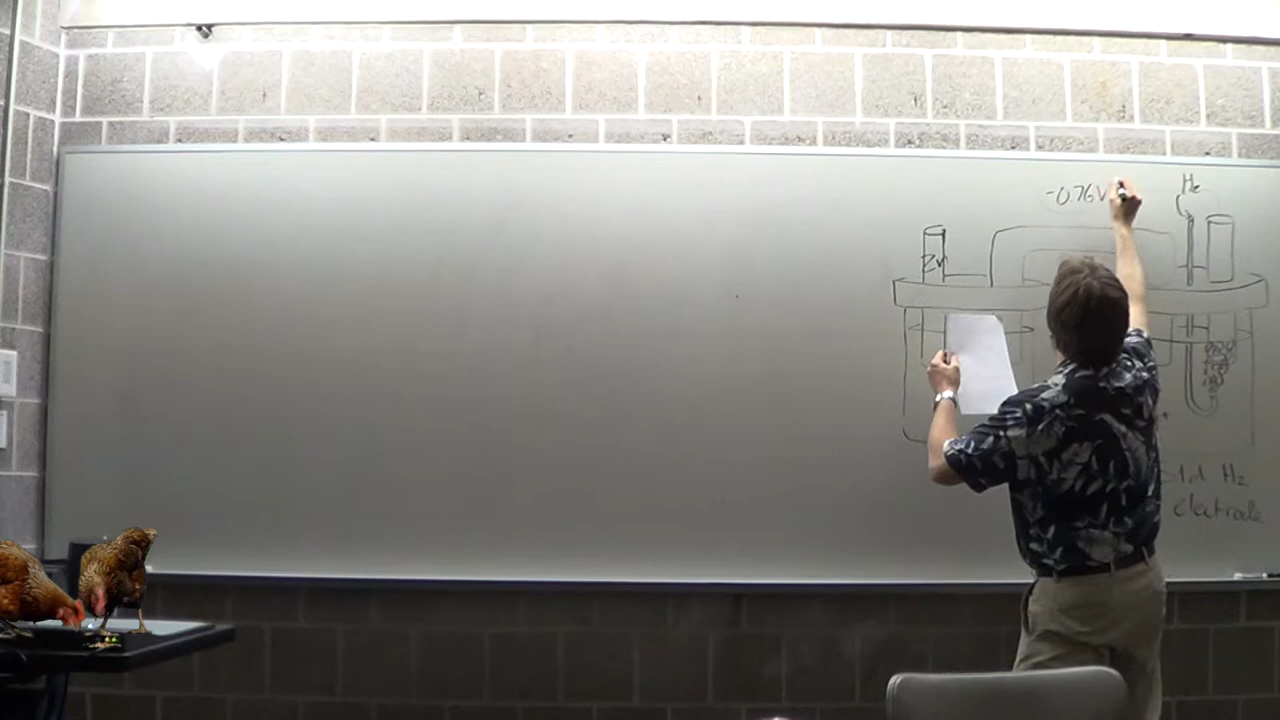 -0.76V
H₂
Zn
Std H₂
electrode